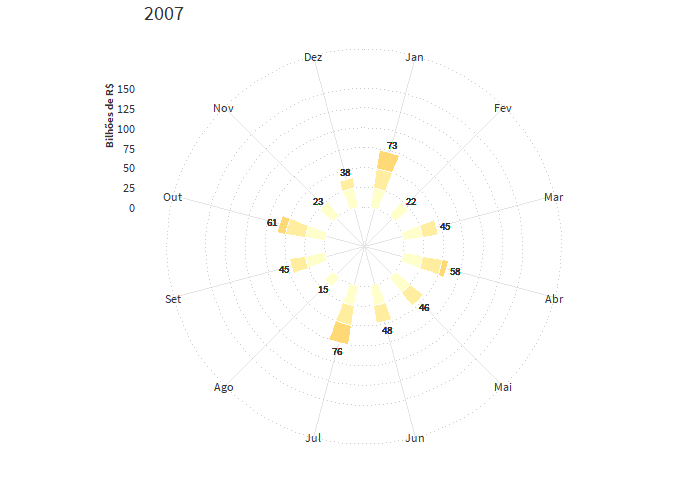 2007
Dez
Jan
Nov
Fev
Out
Mar
Set
Abr
Ago
Mai
Jul
Jun
Bilhões de R$
150
125
100
75
50
25
0
73
22
45
58
46
48
76
15
45
61
23
38